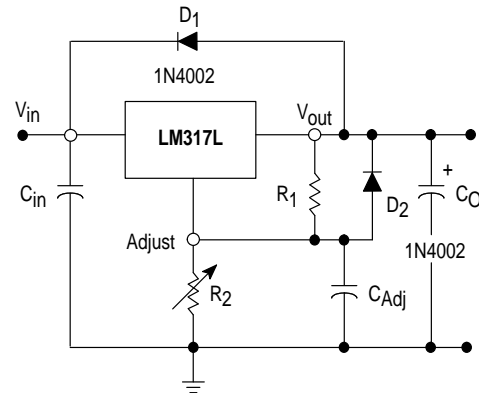 D1
1N4002
Vin
LM317L
Vout
Cin
R1
D2
+
CO
1N4002
Adjust
R2
CAdj